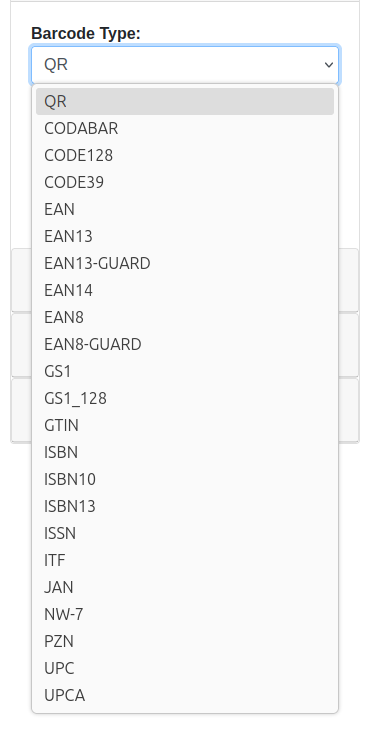 Barcode Type:
QR
QR
CODABAR
CODE128
CODE39
EAN
EAN13
EAN13-GUARD
EAN14
EAN8
EAN8-GUARD
GS1
GS1_128
GTIN
ISBN
ISBN10
ISBN13
ISSN
ITF
JAN
NW-7
PZN
UPC
UPCA